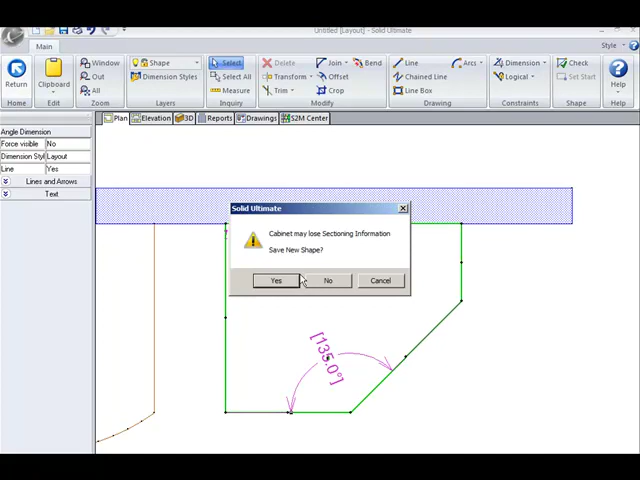 Untitled [Layout] - Solid Ultimate
Main
Style
Return
Clipboard
Window
Out
All
Shape
Dimension Styles
Select
Select All
Measure
Delete
Transform
Trim
Join
Bend
Offset
Crop
Line
Arcs
Chained Line
Line Box
Dimension
Logical
Check
Set Start
Help
Home
Edit
Zoom
Layers
Inquiry
Modify
Drawing
Constraints
Shape
Help
Plan
Elevation
3D
Reports
Drawings
S2M Center
Angle Dimension
Force visible No
Dimension Styl Layout
Line Yes
Lines and Arrows
Text
Solid Ultimate
Cabinet may lose Sectioning Information
Save New Shape?
Yes
No
Cancel
[135.0°]